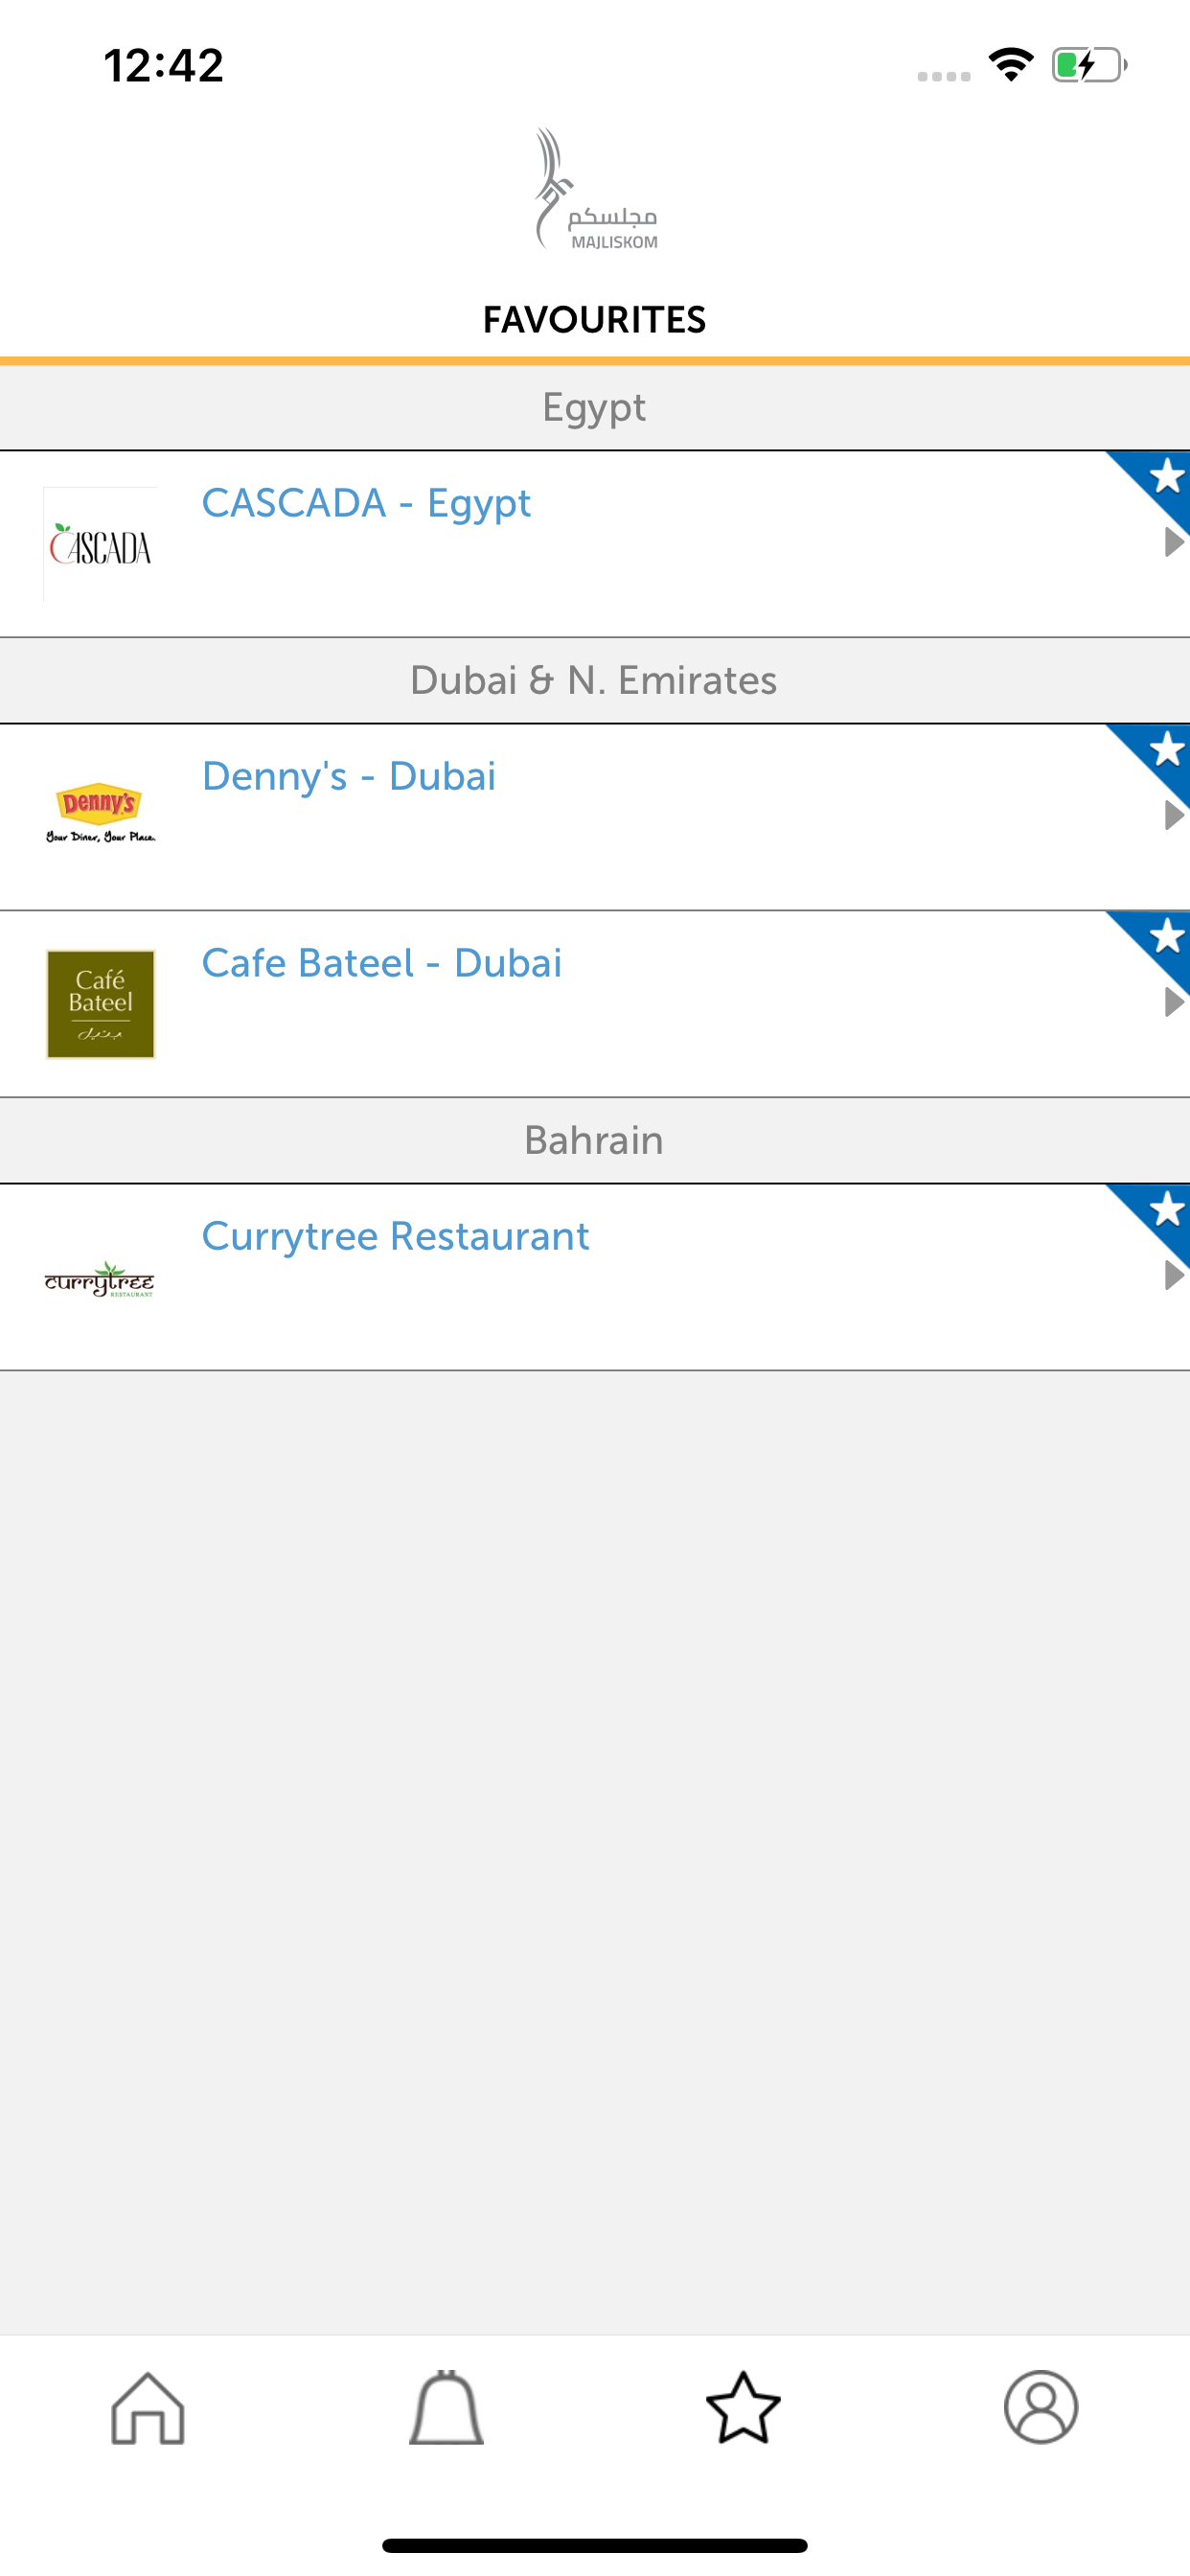 12:42
مجلسكم
MAJLISKOM
FAVOURITES
Egypt
CASCADA - Egypt
CASCADA
Dubai & N. Emirates
Denny's - Dubai
Denny's
Your Diner, Your Place.
Cafe Bateel - Dubai
Café
Bateel
بتيل
Bahrain
Currytree Restaurant
currytree
RESTAURANT